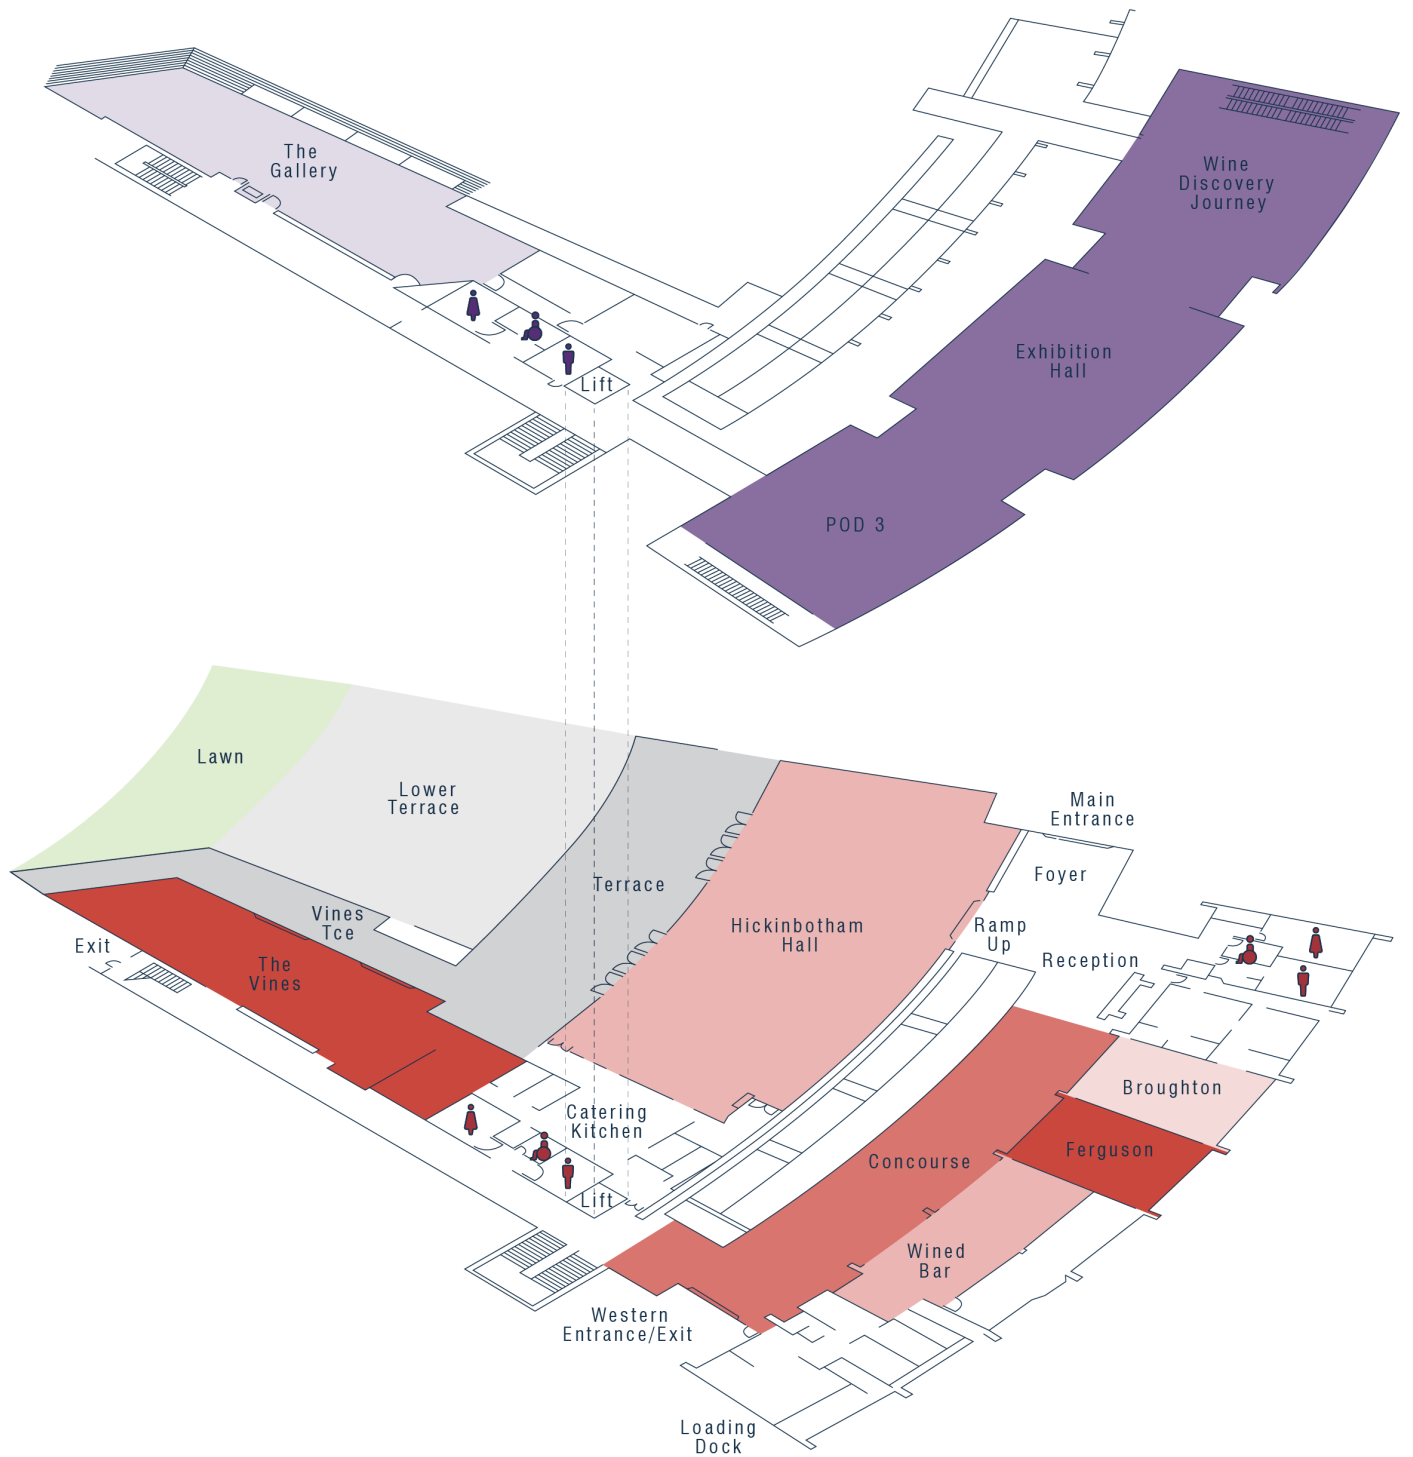 The
Gallery
Wine
Discovery
Journey
Exhibition
Hall
Lift
POD 3
Lawn
Lower
Terrace
Main
Entrance
Foyer
Terrace
Vines
Tce
Hickinbotham
Hall
Ramp
Up
Exit
The
Vines
Reception
Broughton
Catering
Kitchen
Ferguson
Concourse
Lift
Wined
Bar
Western
Entrance/Exit
Loading
Dock